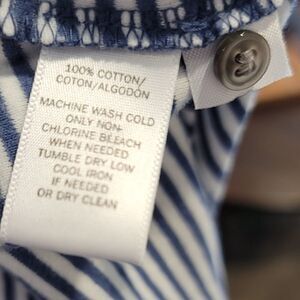 100% COTTON/
COTON/ALGODÓN
MACHINE WASH COLD
ONLY NON-
CHLORINE BLEACH
WHEN NEEDED
TUMBLE DRY LOW
COOL IRON
IF NEEDED
OR DRY CLEAN